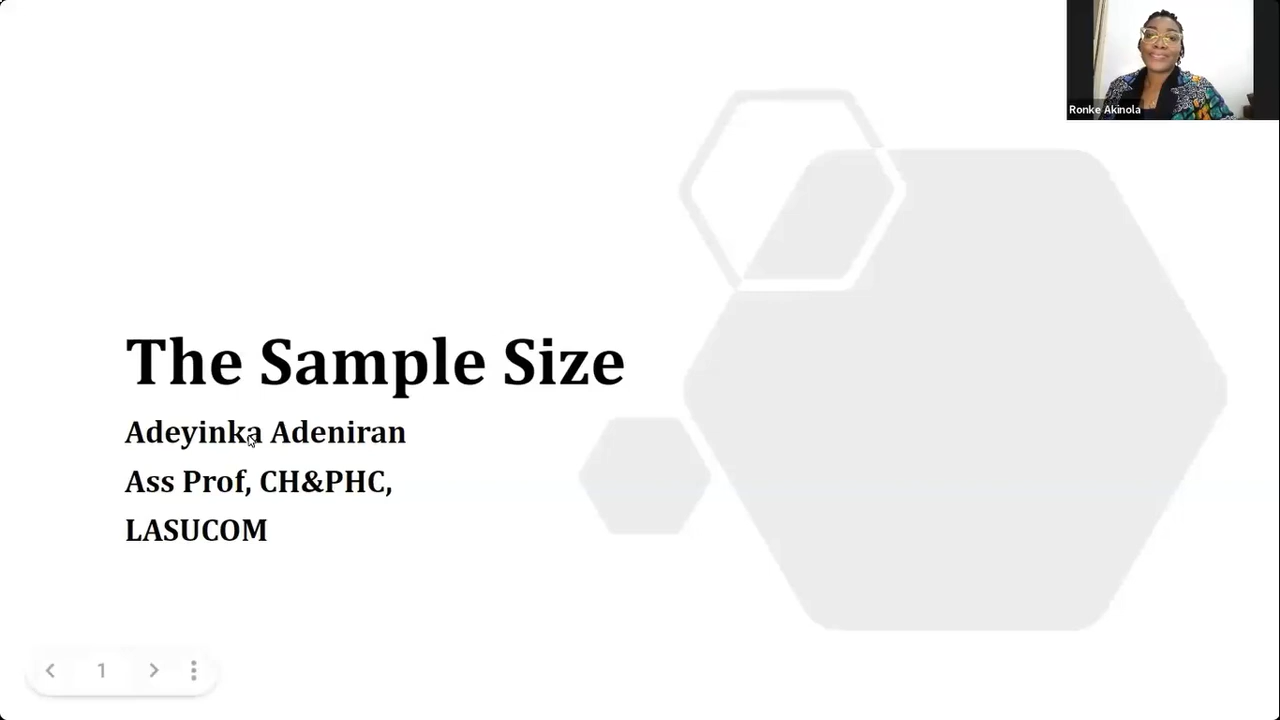 Ronke Akinola
The Sample Size
Adeyinka Adeniran
Ass Prof, CH&PHC,
LASUCOM
1